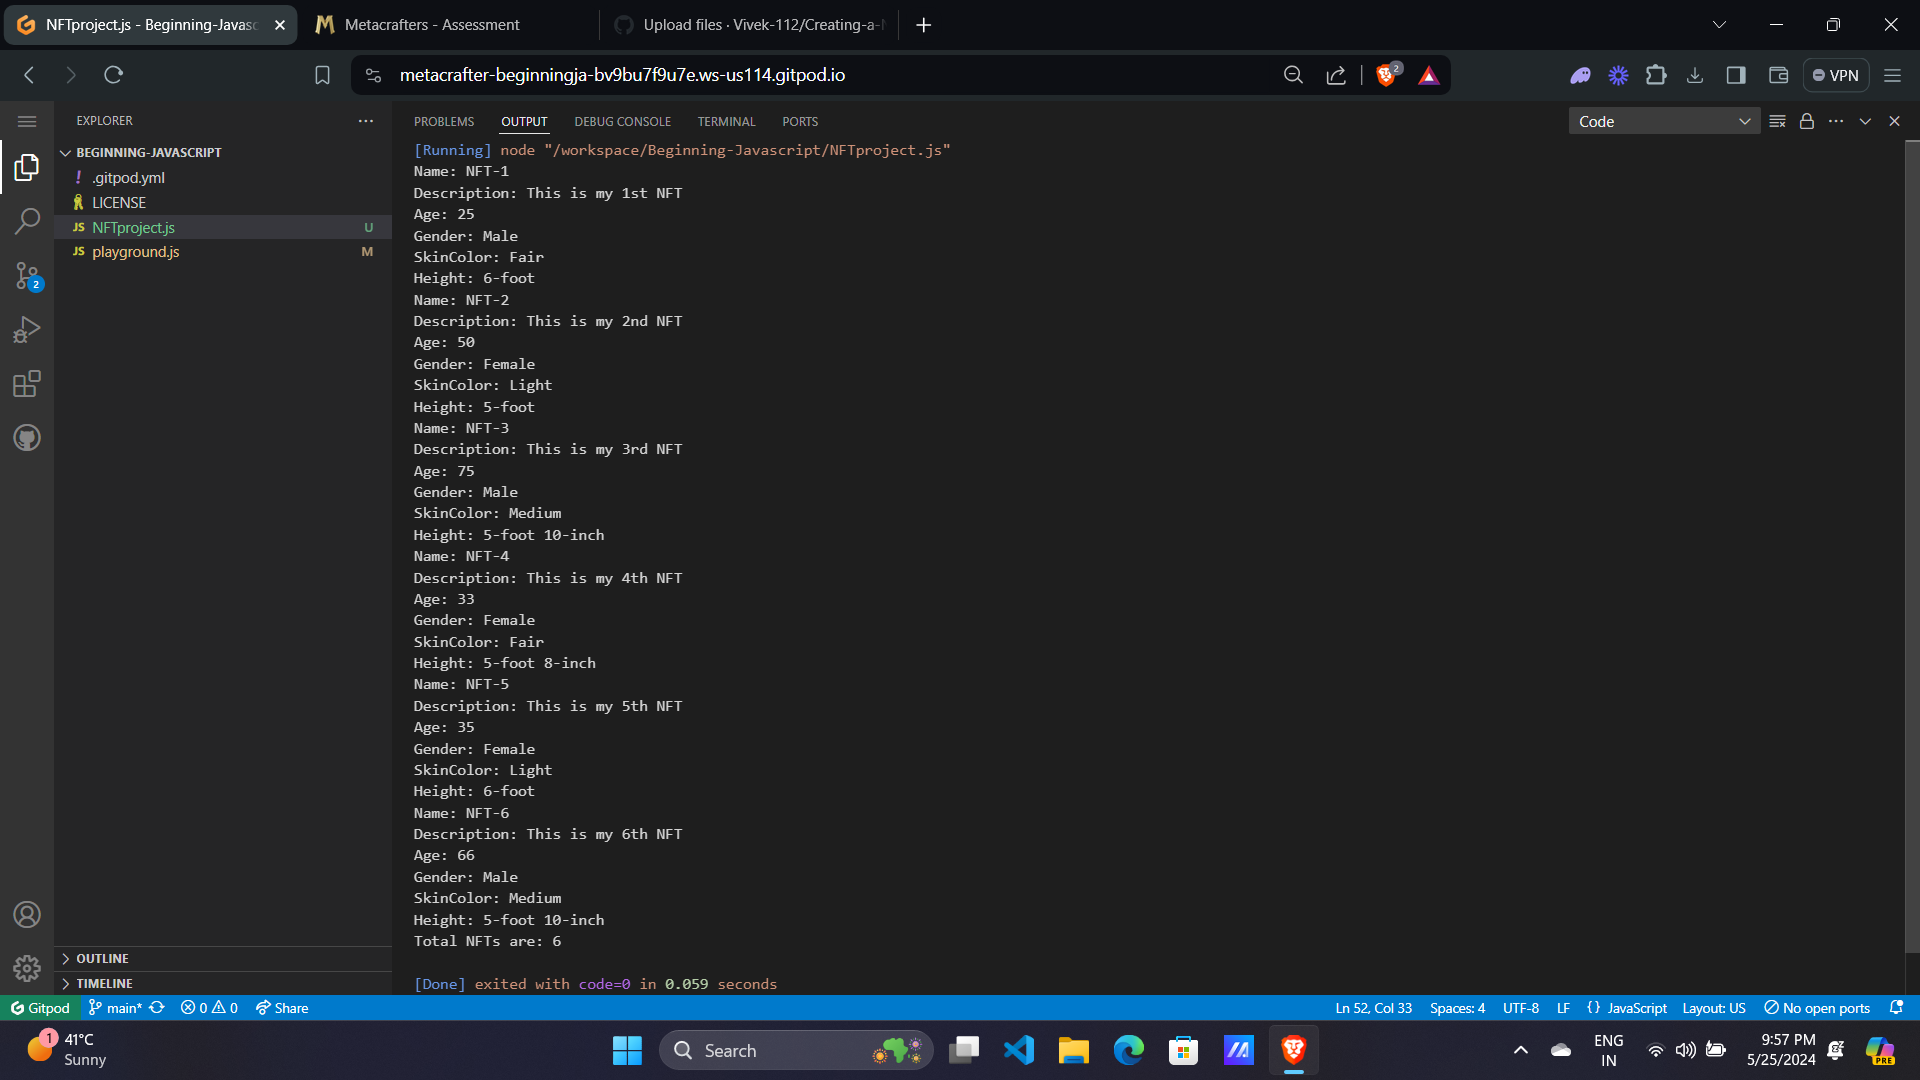 NFTproject.js - Beginning-Javasc
Metacrafters - Assessment
Upload files · Vivek-112/Creating-a-
metacrafter-beginningja-bv9bu7f9u7e.ws-us114.gitpod.io
2
VPN
EXPLORER
BEGINNING-JAVASCRIPT
! .gitpod.yml
LICENSE
JS NFTproject.js U
JS playground.js M
2
OUTLINE
TIMELINE
PROBLEMS OUTPUT DEBUG CONSOLE TERMINAL PORTS
Code
[Running] node "/workspace/Beginning-Javascript/NFTproject.js"
Name: NFT-1
Description: This is my 1st NFT
Age: 25
Gender: Male
SkinColor: Fair
Height: 6-foot
Name: NFT-2
Description: This is my 2nd NFT
Age: 50
Gender: Female
SkinColor: Light
Height: 5-foot
Name: NFT-3
Description: This is my 3rd NFT
Age: 75
Gender: Male
SkinColor: Medium
Height: 5-foot 10-inch
Name: NFT-4
Description: This is my 4th NFT
Age: 33
Gender: Female
SkinColor: Fair
Height: 5-foot 8-inch
Name: NFT-5
Description: This is my 5th NFT
Age: 35
Gender: Female
SkinColor: Light
Height: 6-foot
Name: NFT-6
Description: This is my 6th NFT
Age: 66
Gender: Male
SkinColor: Medium
Height: 5-foot 10-inch
Total NFTs are: 6
[Done] exited with code=0 in 0.059 seconds
Gitpod main* 0 0 Share
Ln 52, Col 33 Spaces: 4 UTF-8 LF {} JavaScript Layout: US No open ports
1
41°C
Sunny
Search
ENG
IN
9:57 PM
5/25/2024
PRE